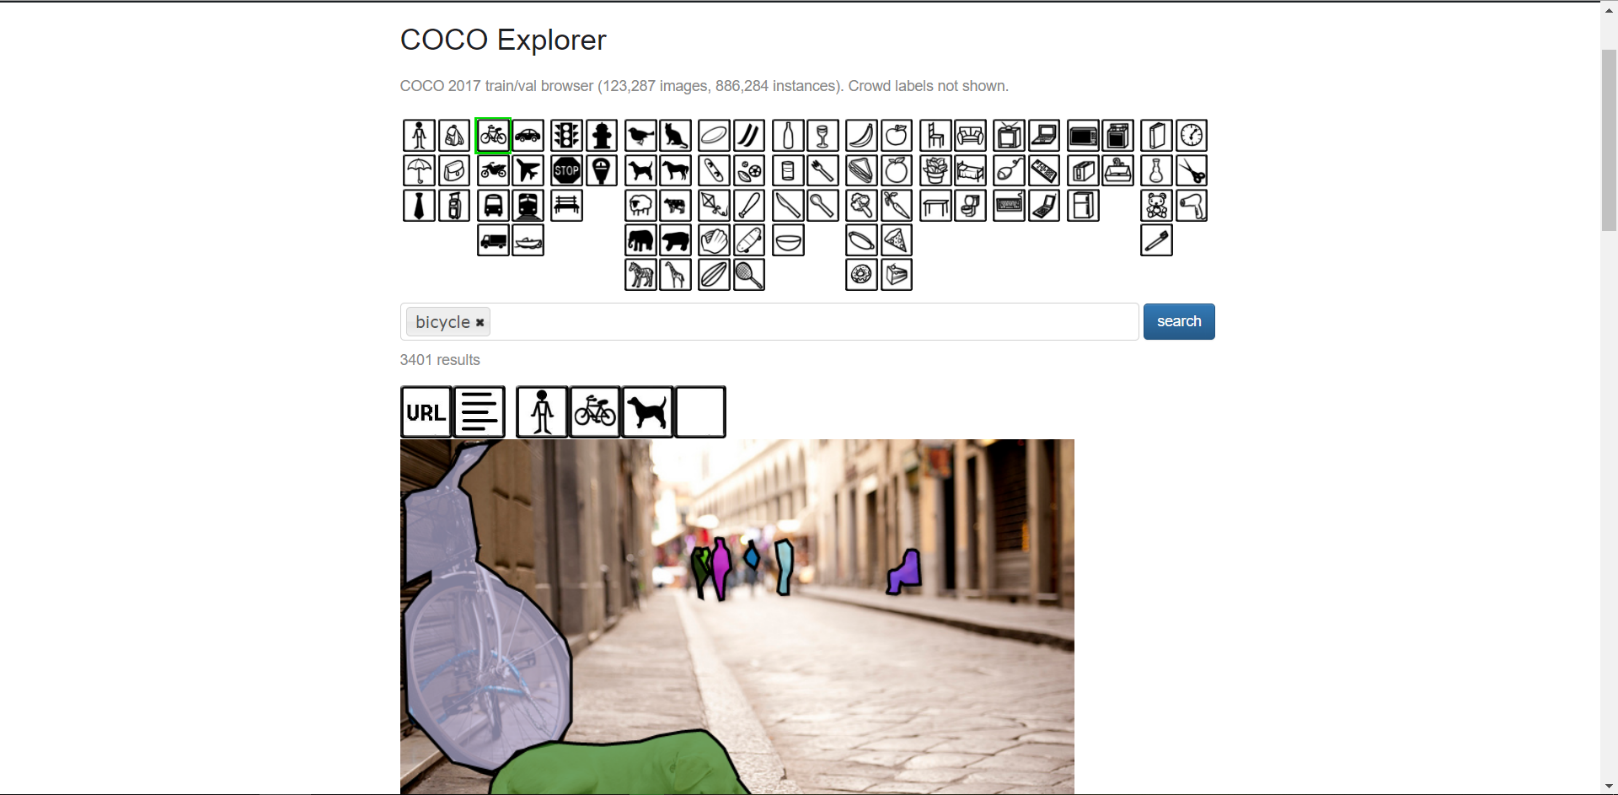 COCO Explorer
COCO 2017 train/val browser (123,287 images, 886,284 instances). Crowd labels not shown.
STOP
bicycle ✖
search
3401 results
URL